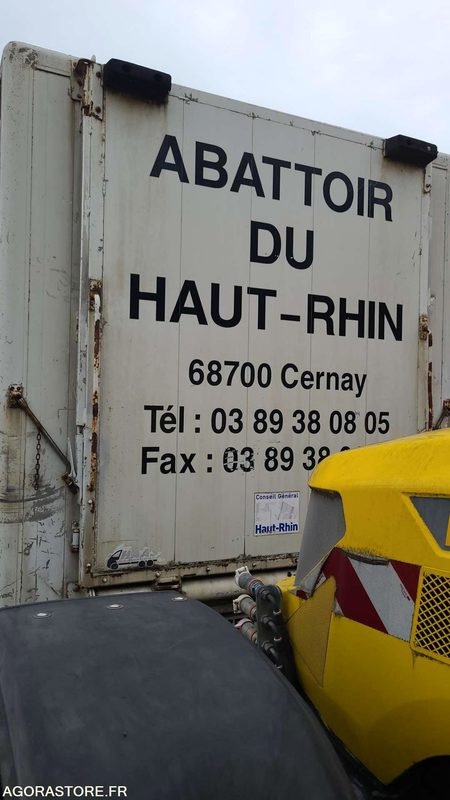 ABATTOIR
DU
HAUT-RHIN
68700 Cernay
Tél : 03 89 38 08 05
Fax : 03 89 38
Conseil Général
Haut-Rhin
AGORASTORE.FR